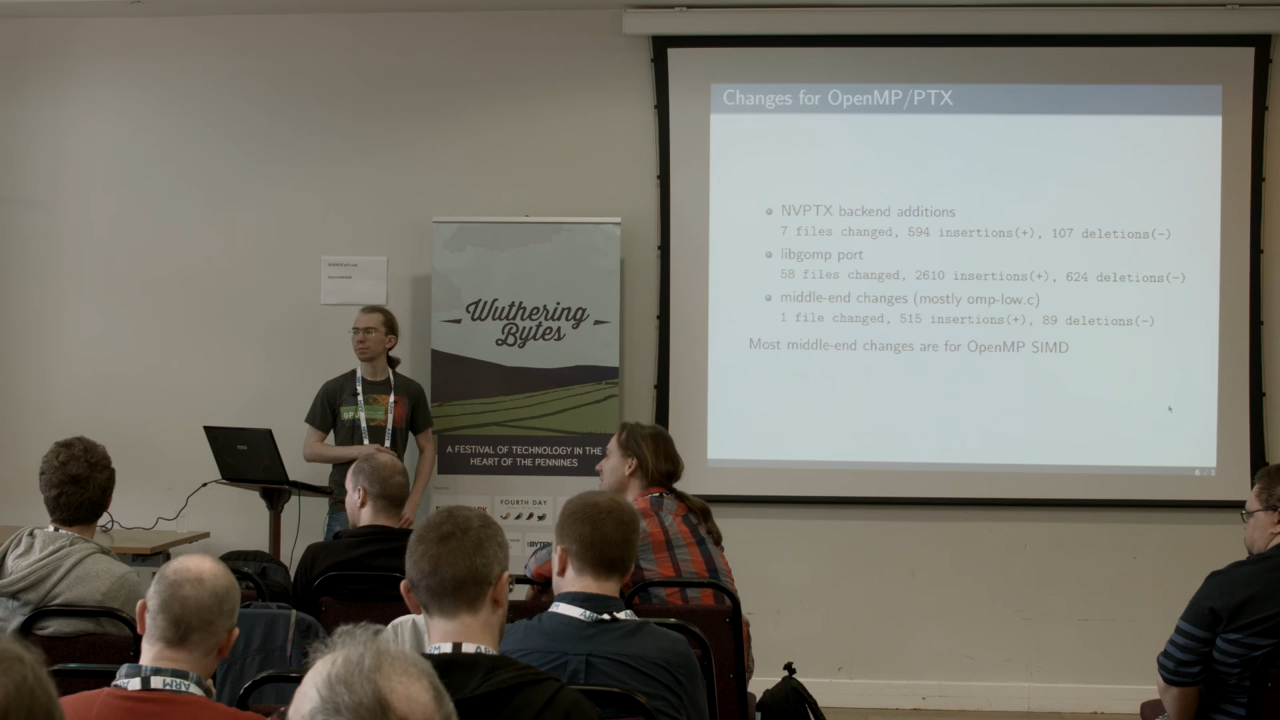 Changes for OpenMP/PTX
NVPTX backend additions
7 files changed, 594 insertions(+), 107 deletions(-)
libgomp port
58 files changed, 2610 insertions(+), 624 deletions(-)
middle-end changes (mostly omp-low.c)
1 file changed, 515 insertions(+), 89 deletions(-)
Most middle-end changes are for OpenMP SIMD
Wuthering
Bytes
A FESTIVAL OF TECHNOLOGY IN THE
HEART OF THE PENNINES
FOURTH DAY
ARM